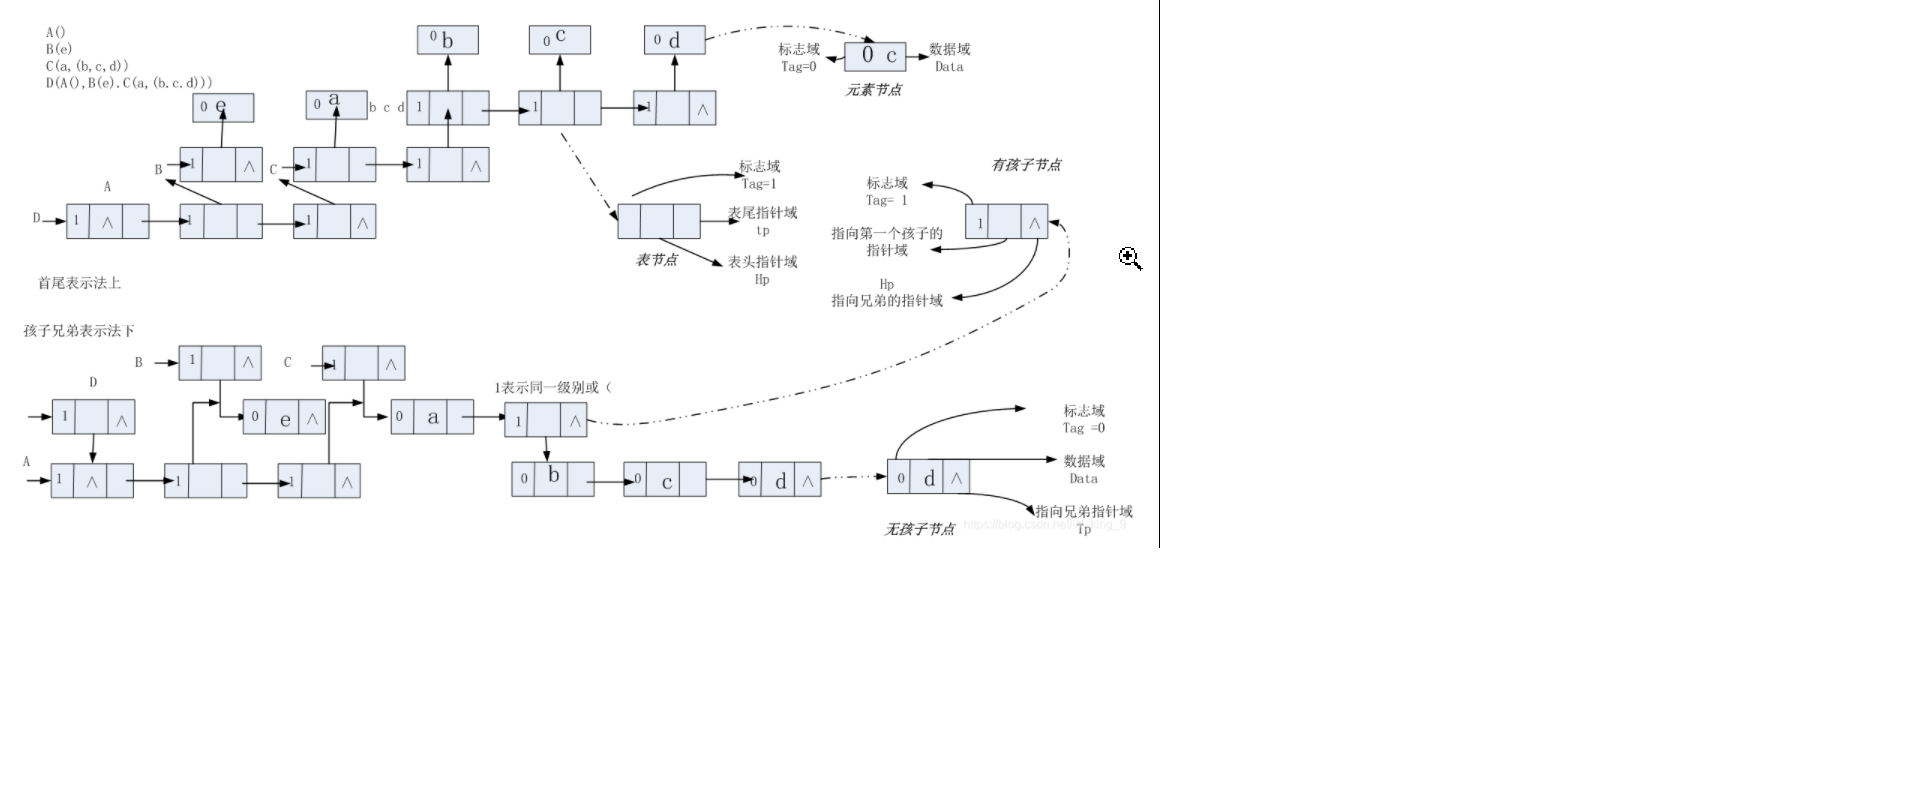 A()
B(e)
C(a,(b,c,d))
D(A(),B(e).C(a,(b.c.d)))
0 b
0 c
0 d
标志域
Tag=0
0 c
数据域
Data
元素节点
0 e
0 a
b c d
1
1
1 ∧
B
1 ∧
C
1
1 ∧
A
D
1 ∧
1
1 ∧
标志域
Tag=1
表尾指针域
tp
表头指针域
Hp
表节点
有孩子节点
标志域
Tag= 1
1 ∧
指向第一个孩子的
指针域
Hp
指向兄弟的指针域
首尾表示法上
孩子兄弟表示法下
B
1 ∧
C
1 ∧
D
1 ∧
0 e ∧
0 a
1表示同一级别或（
1 ∧
A
1 ∧
1
1 ∧
0 b
0 c
0 d ∧
0 d ∧
标志域
Tag =0
数据域
Data
指向兄弟指针域
Tp
无孩子节点